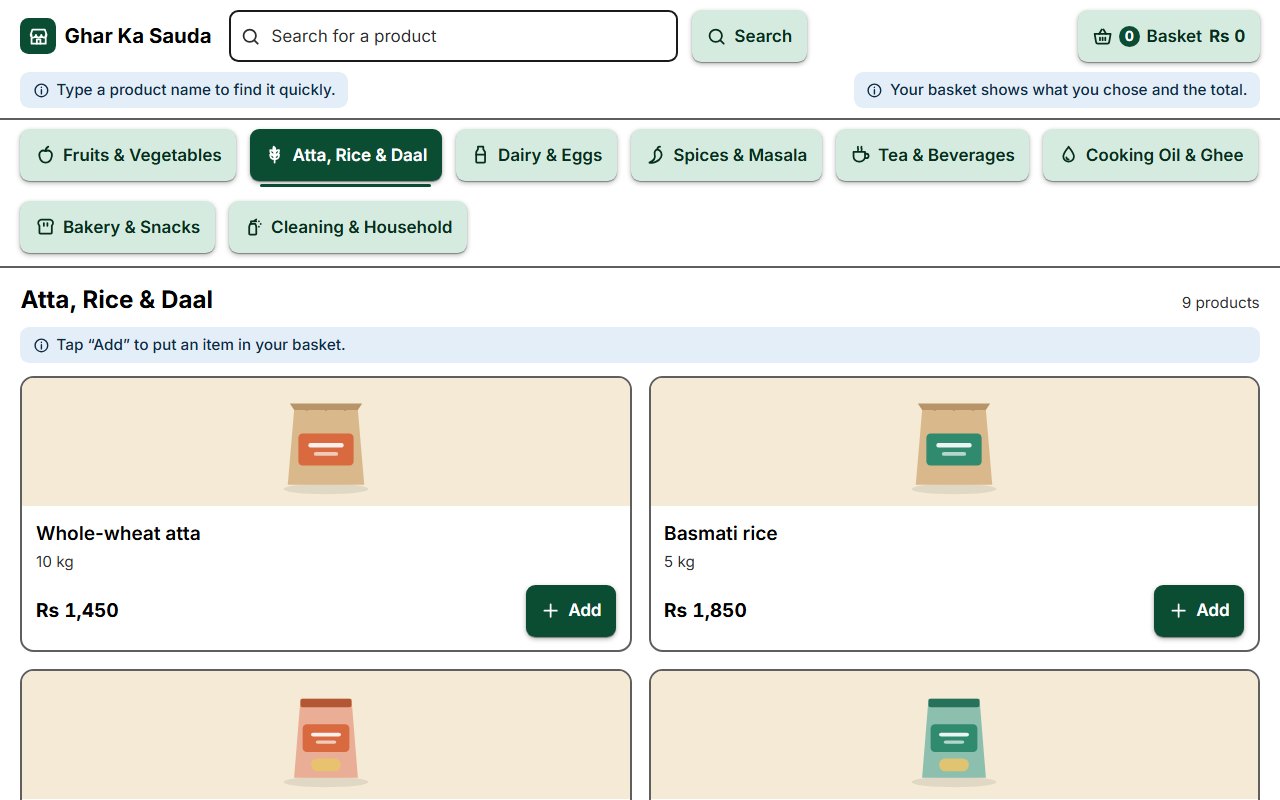 Ghar Ka Sauda
Search for a product
Search
0 Basket Rs 0
Type a product name to find it quickly.
Your basket shows what you chose and the total.
Fruits & Vegetables
Atta, Rice & Daal
Dairy & Eggs
Spices & Masala
Tea & Beverages
Cooking Oil & Ghee
Bakery & Snacks
Cleaning & Household
Atta, Rice & Daal
9 products
Tap “Add” to put an item in your basket.
Whole-wheat atta
10 kg
Rs 1,450
Add
Basmati rice
5 kg
Rs 1,850
Add